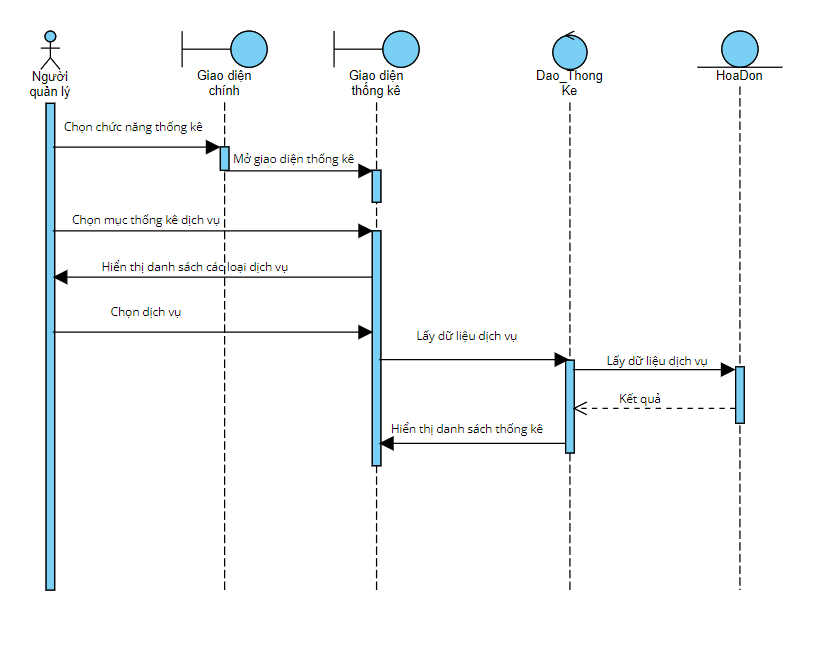 Người
quản lý
Giao diện
chính
Giao diện
thống kê
Dao_Thong
Ke
HoaDon
Chọn chức năng thống kê
Mở giao diện thống kê
Chọn mục thống kê dịch vụ
Hiển thị danh sách các loại dịch vụ
Chọn dịch vụ
Lấy dữ liệu dịch vụ
Lấy dữ liệu dịch vụ
Kết quả
Hiển thị danh sách thống kê